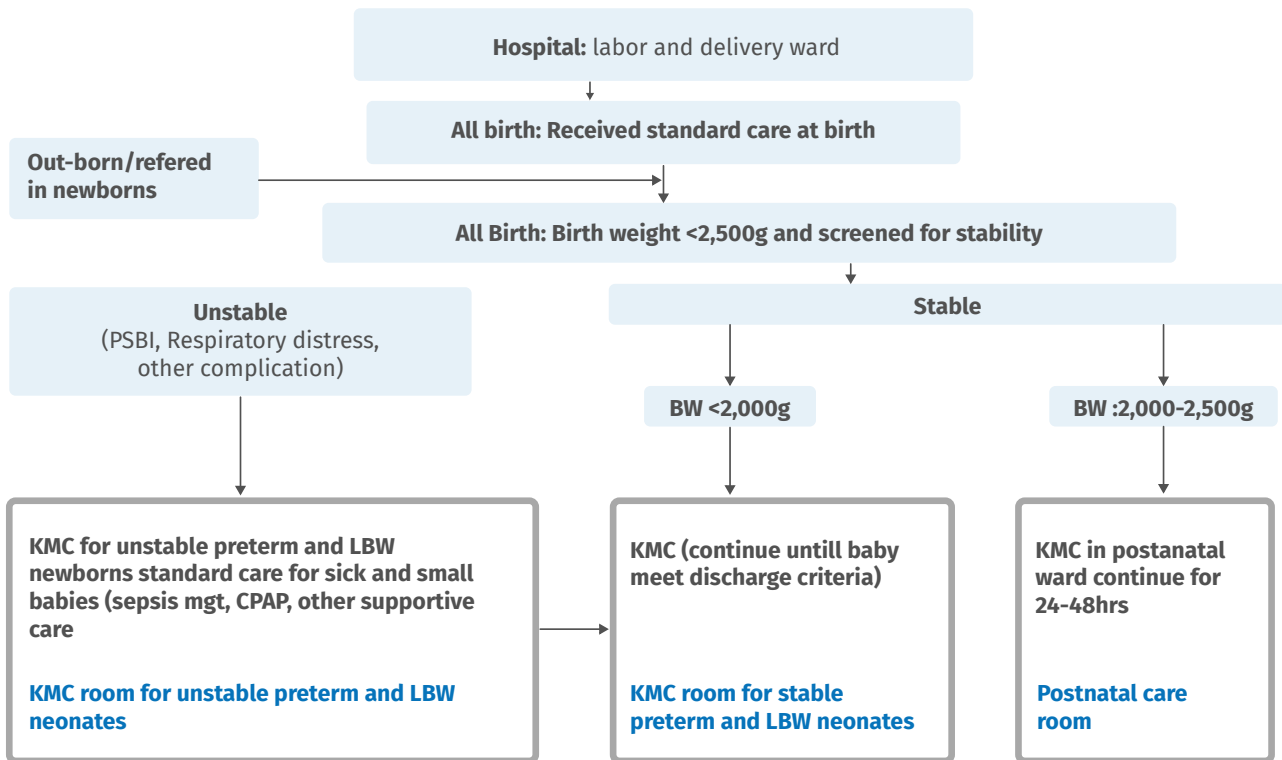 Hospital: labor and delivery ward
All birth: Received standard care at birth
Out-born/refered
in newborns
All Birth: Birth weight <2,500g and screened for stability
Unstable
(PSBI, Respiratory distress,
other complication)
Stable
BW <2,000g
BW :2,000-2,500g
KMC for unstable preterm and LBW
newborns standard care for sick and small
babies (sepsis mgt, CPAP, other supportive
care
KMC room for unstable preterm and LBW
neonates
KMC (continue untill baby
meet discharge criteria)
KMC room for stable
preterm and LBW neonates
KMC in postanatal
ward continue for
24-48hrs
Postnatal care
room